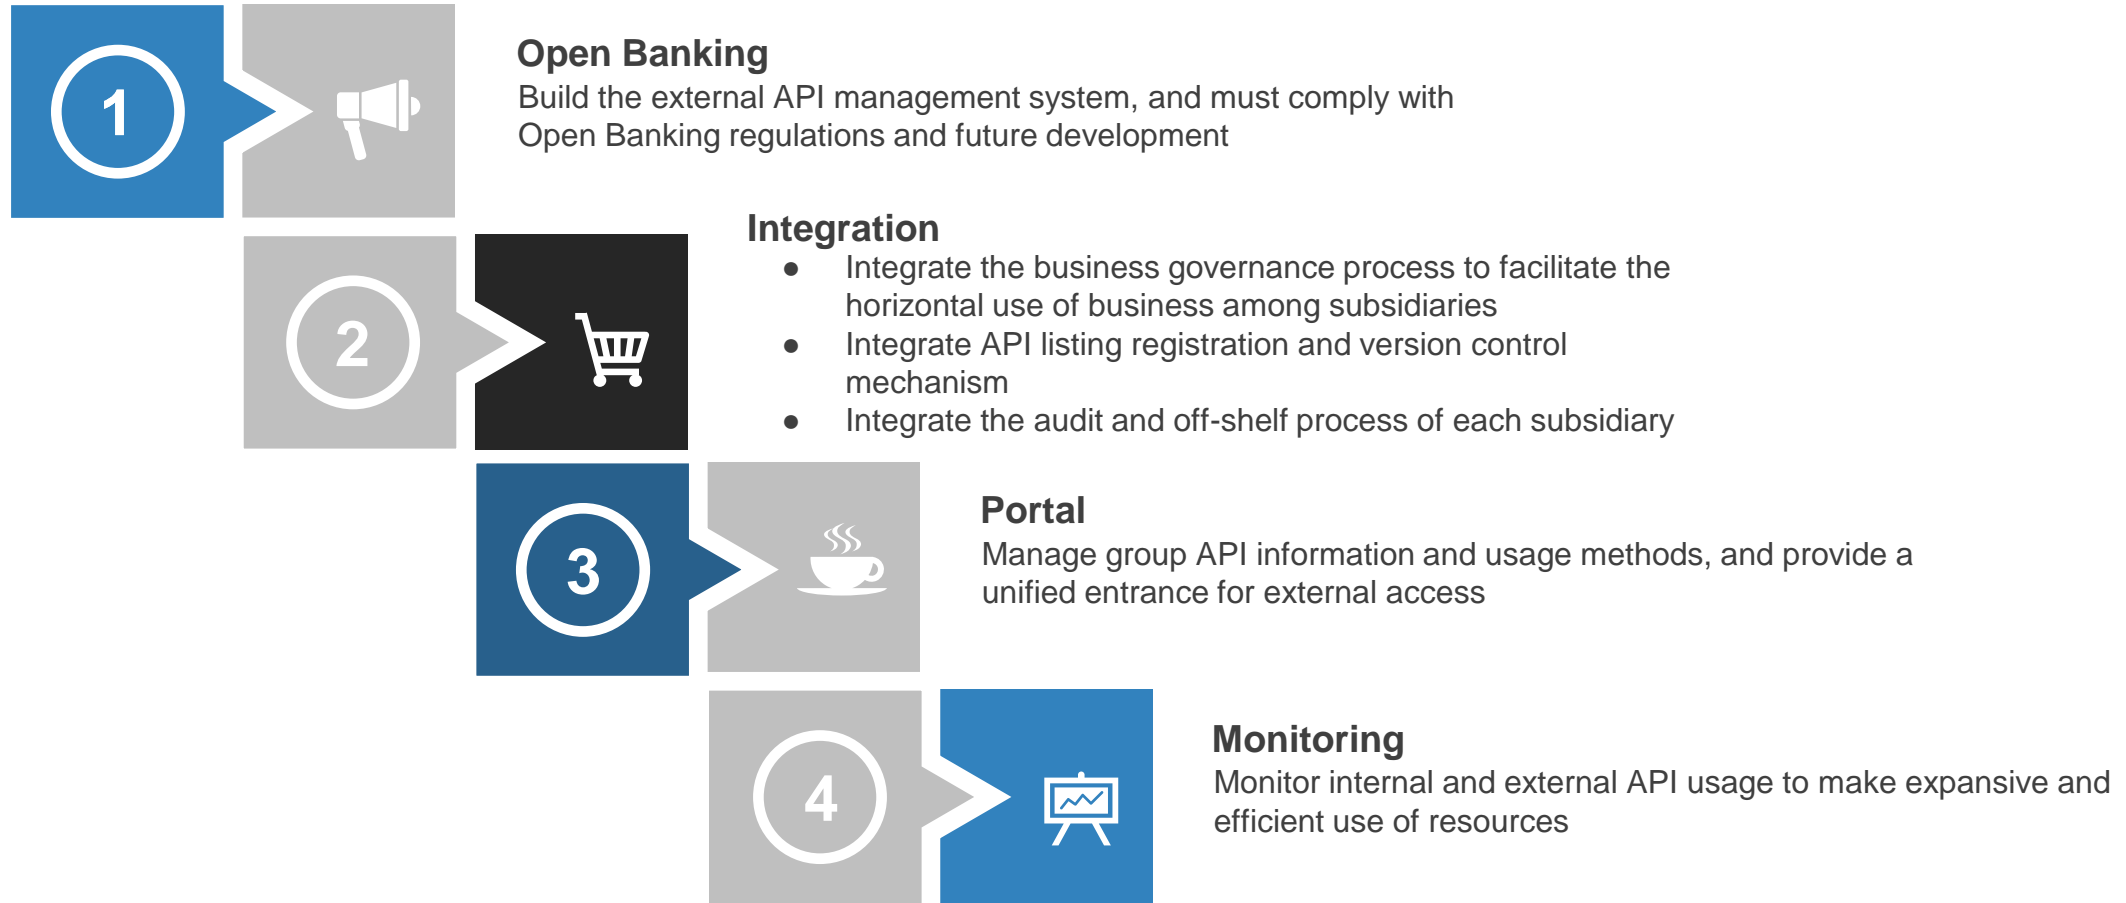 1
Open Banking
Build the external API management system, and must comply with
Open Banking regulations and future development
2
Integration
● Integrate the business governance process to facilitate the
horizontal use of business among subsidiaries
● Integrate API listing registration and version control
mechanism
● Integrate the audit and off-shelf process of each subsidiary
3
Portal
Manage group API information and usage methods, and provide a
unified entrance for external access
4
Monitoring
Monitor internal and external API usage to make expansive and
efficient use of resources